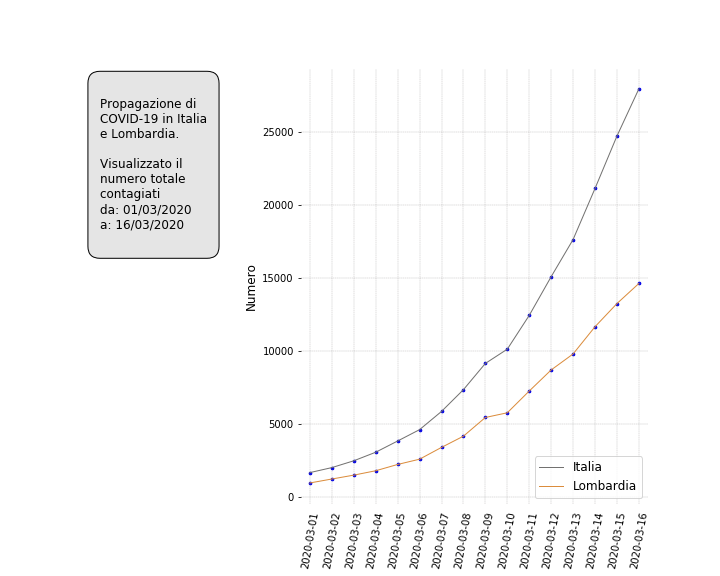 Propagazione di
COVID-19 in Italia
e Lombardia.
Visualizzato il
numero totale
contagiati
da: 01/03/2020
a: 16/03/2020
Numero
25000
20000
15000
10000
5000
0
Italia
Lombardia
2020-03-01
2020-03-02
2020-03-03
2020-03-04
2020-03-05
2020-03-06
2020-03-07
2020-03-08
2020-03-09
2020-03-10
2020-03-11
2020-03-12
2020-03-13
2020-03-14
2020-03-15
2020-03-16